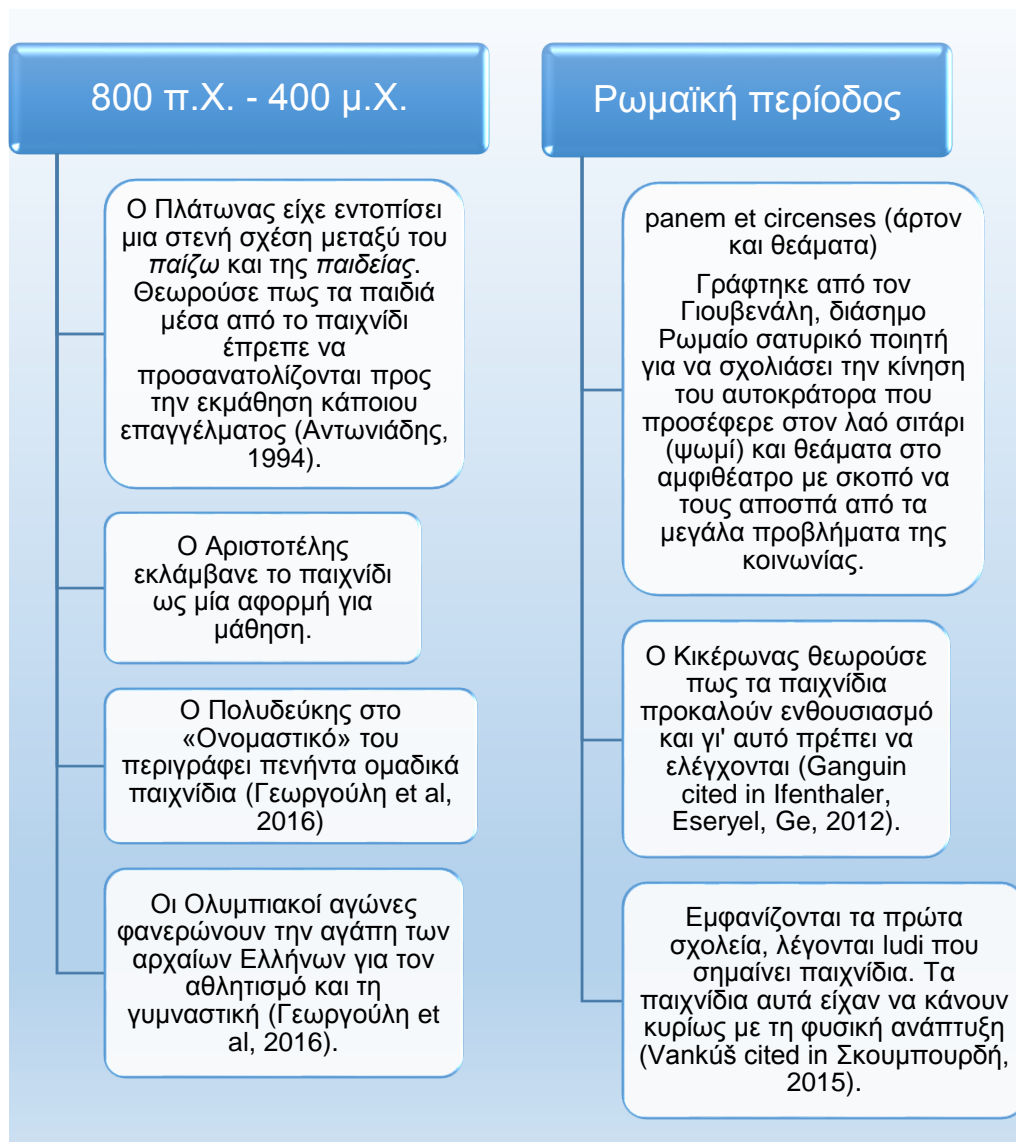 800 π.Χ. - 400 μ.Χ.
Ο Πλάτωνας είχε εντοπίσει
μια στενή σχέση μεταξύ του
παίζω και της παιδείας.
Θεωρούσε πως τα παιδιά
μέσα από το παιχνίδι
έπρεπε να
προσανατολίζονται προς
την εκμάθηση κάποιου
επαγγέλματος (Αντωνιάδης,
1994).
Ο Αριστοτέλης
εκλάμβανε το παιχνίδι
ως μία αφορμή για
μάθηση.
Ο Πολυδεύκης στο
«Ονομαστικό» του
περιγράφει πενήντα ομαδικά
παιχνίδια (Γεωργούλη et al,
2016)
Οι Ολυμπιακοί αγώνες
φανερώνουν την αγάπη των
αρχαίων Ελλήνων για τον
αθλητισμό και τη
γυμναστική (Γεωργούλη et
al, 2016).
Ρωμαϊκή περίοδος
panem et circenses (άρτον
και θεάματα)
Γράφτηκε από τον
Γιουβενάλη, διάσημο
Ρωμαίο σατυρικό ποιητή
για να σχολιάσει την κίνηση
του αυτοκράτορα που
προσέφερε στον λαό σιτάρι
(ψωμί) και θεάματα στο
αμφιθέατρο με σκοπό να
τους αποσπά από τα
μεγάλα προβλήματα της
κοινωνίας.
Ο Κικέρωνας θεωρούσε
πως τα παιχνίδια
προκαλούν ενθουσιασμό
και γι' αυτό πρέπει να
ελέγχονται (Ganguin
cited in Ifenthaler,
Eseryel, Ge, 2012).
Εμφανίζονται τα πρώτα
σχολεία, λέγονται ludi που
σημαίνει παιχνίδια. Τα
παιχνίδια αυτά είχαν να κάνουν
κυρίως με τη φυσική ανάπτυξη
(Vankúš cited in Σκουμπουρδή,
2015).